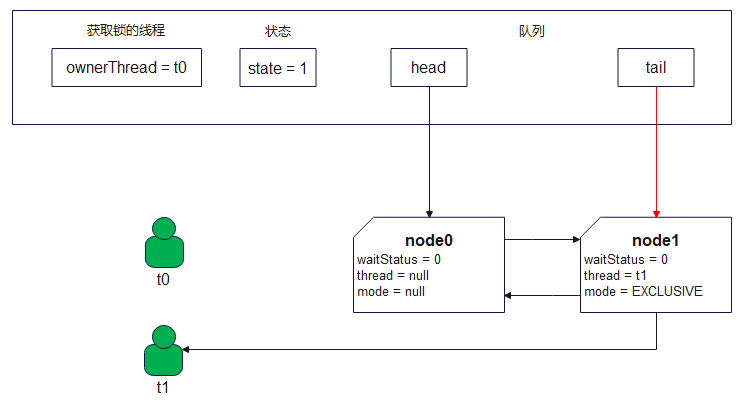 获取锁的线程
状态
队列
ownerThread = t0
state = 1
head
tail
node0
waitStatus = 0
thread = null
mode = null
node1
waitStatus = 0
thread = t1
mode = EXCLUSIVE
t0
t1